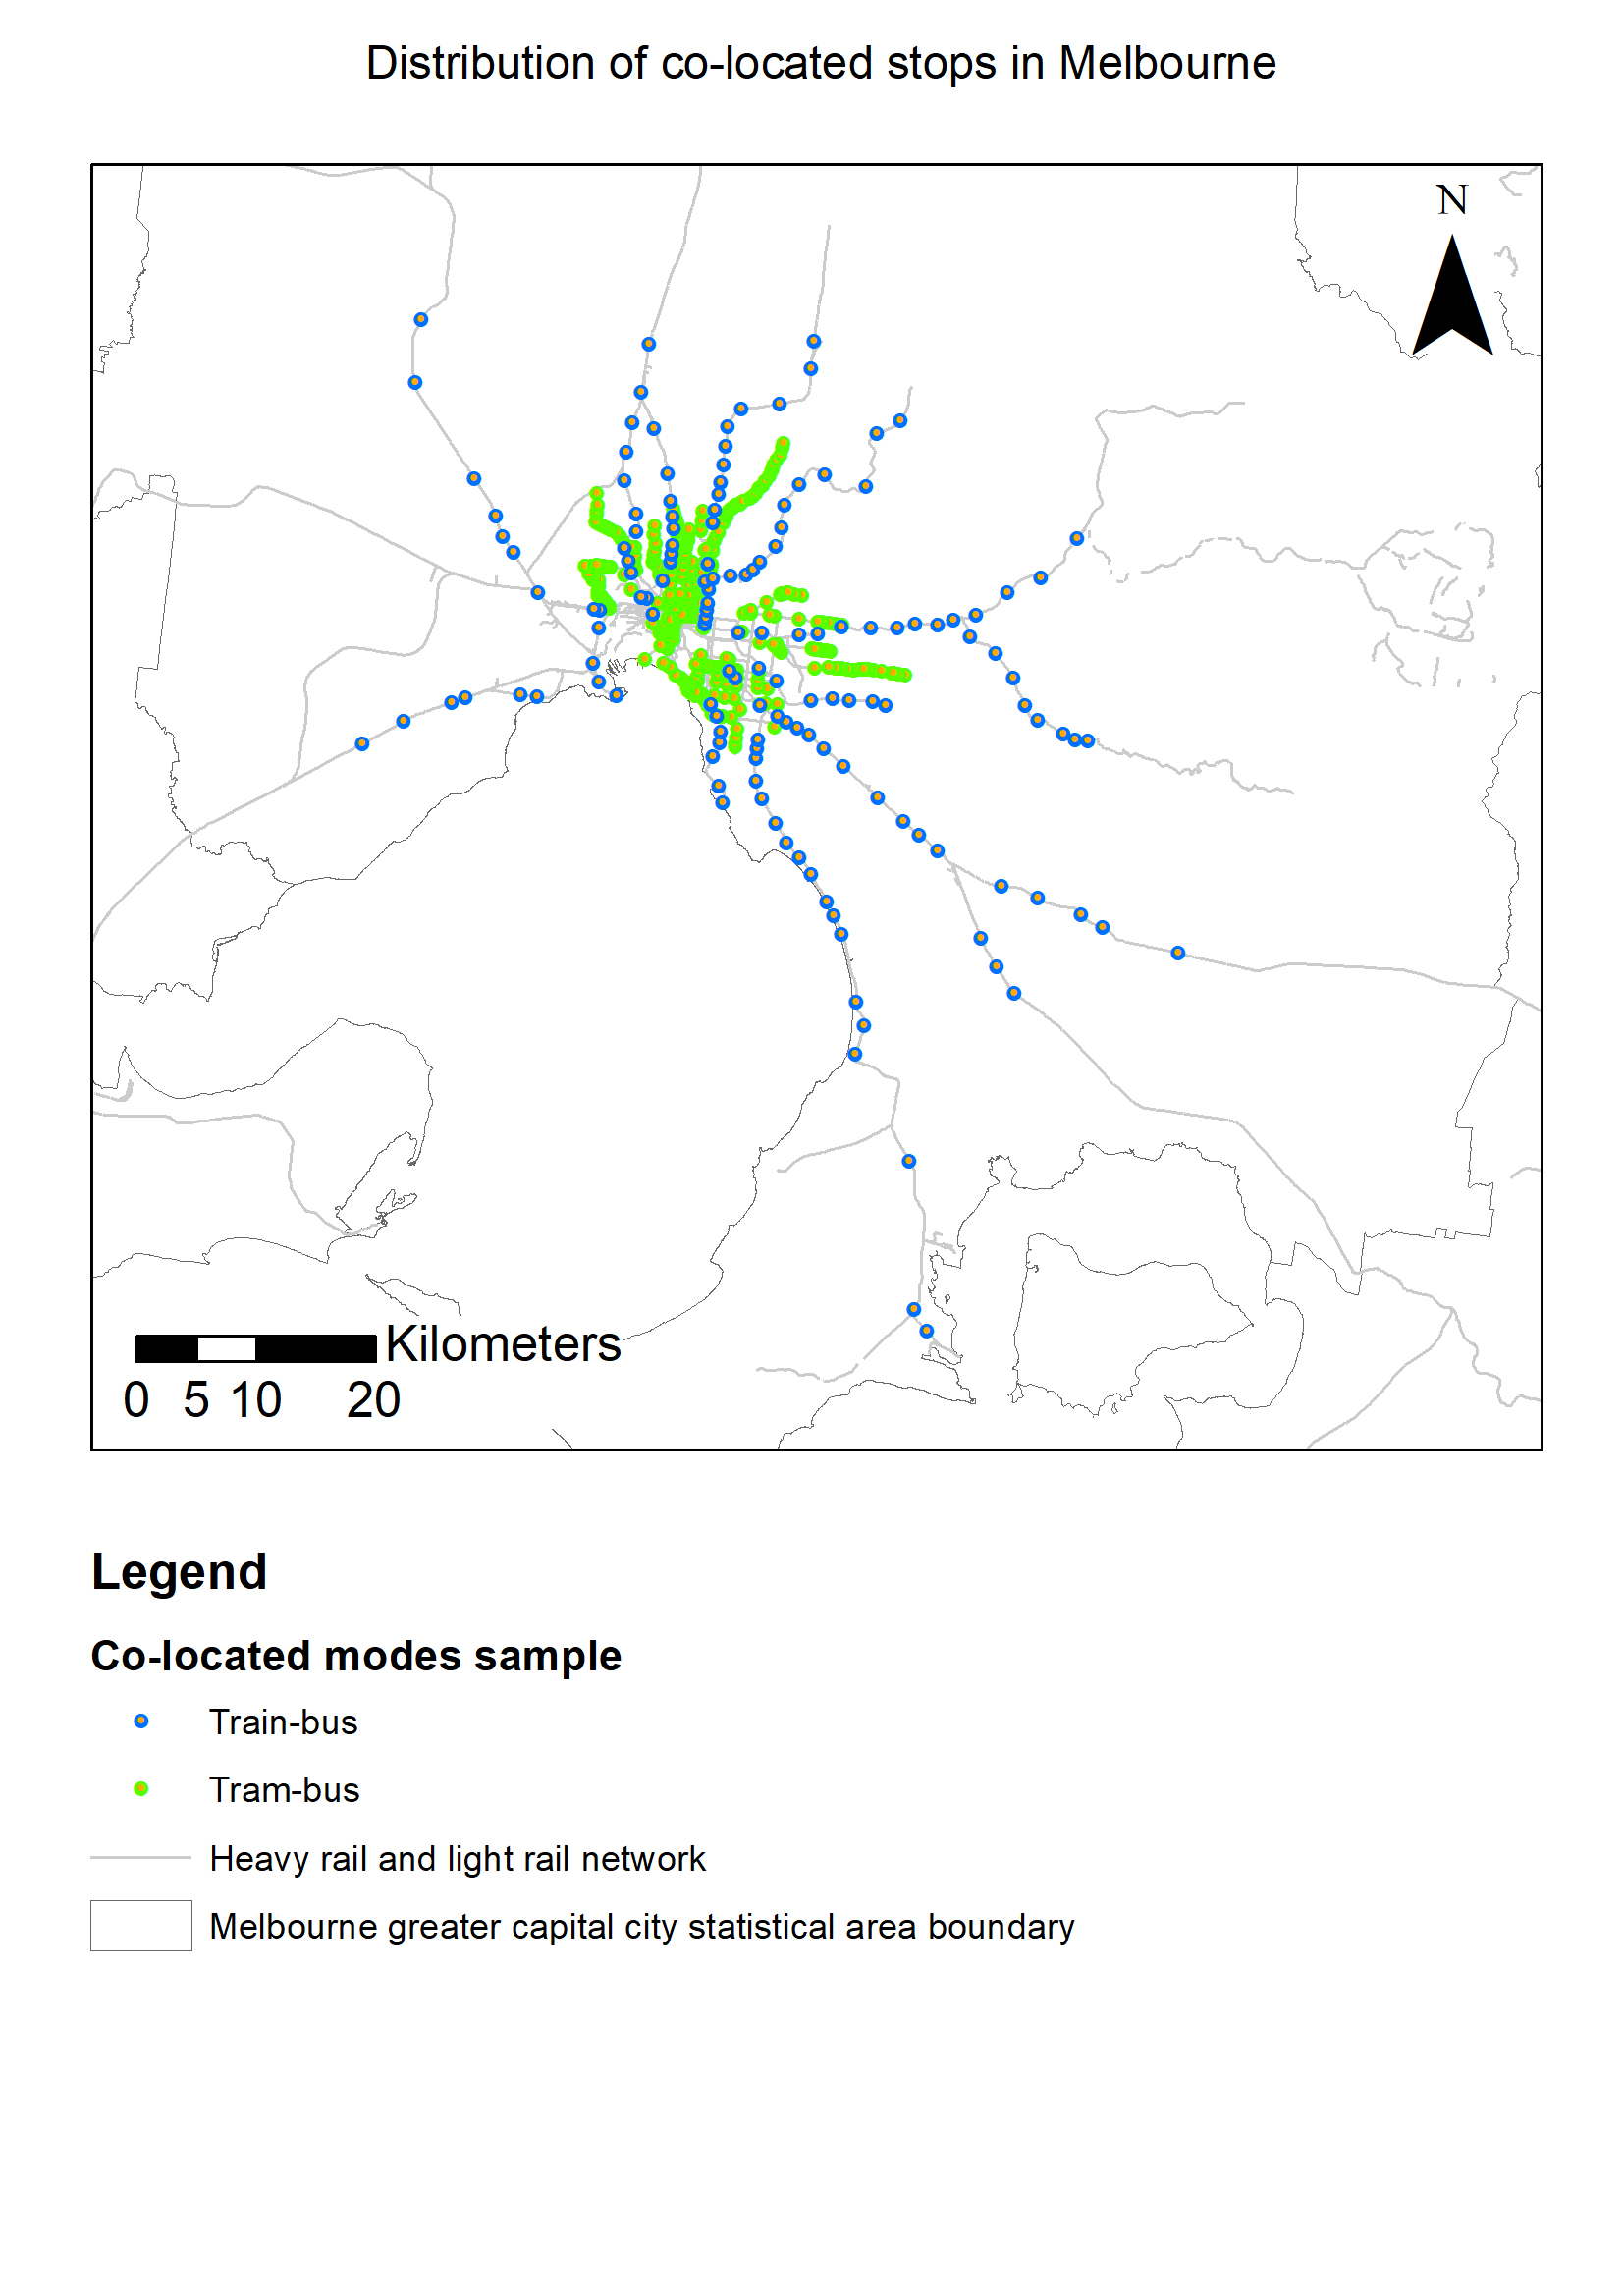 Distribution of co-located stops in Melbourne
N
Kilometers
0 5 10 20
Legend
Co-located modes sample
Train-bus
Tram-bus
Heavy rail and light rail network
Melbourne greater capital city statistical area boundary